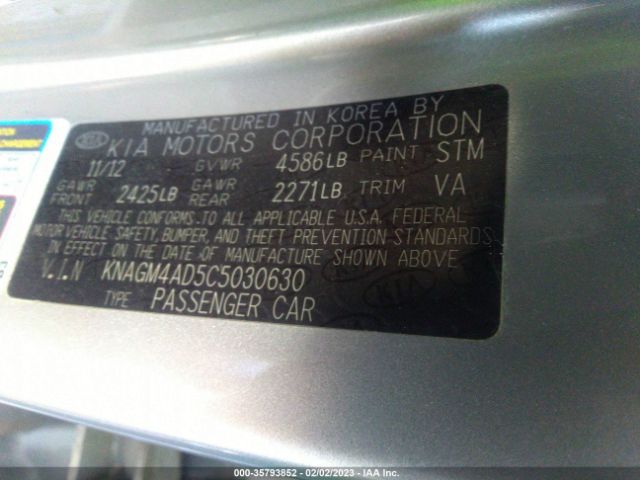 MANUFACTURED IN KOREA BY
KIA KIA MOTORS CORPORATION
11/12 GVWR 4586LB PAINT STM
GAWR FRONT 2425LB GAWR REAR 2271LB TRIM VA
THIS VEHICLE CONFORMS TO ALL APPLICABLE U.S.A. FEDERAL
MOTOR VEHICLE SAFETY, BUMPER, AND THEFT PREVENTION STANDARDS
IN EFFECT ON THE DATE OF MANUFACTURE SHOWN ABOVE
V.I.N KNAGM4AD5C5030630
TYPE PASSENGER CAR
000-35793852 - 02/02/2023 - IAA Inc.